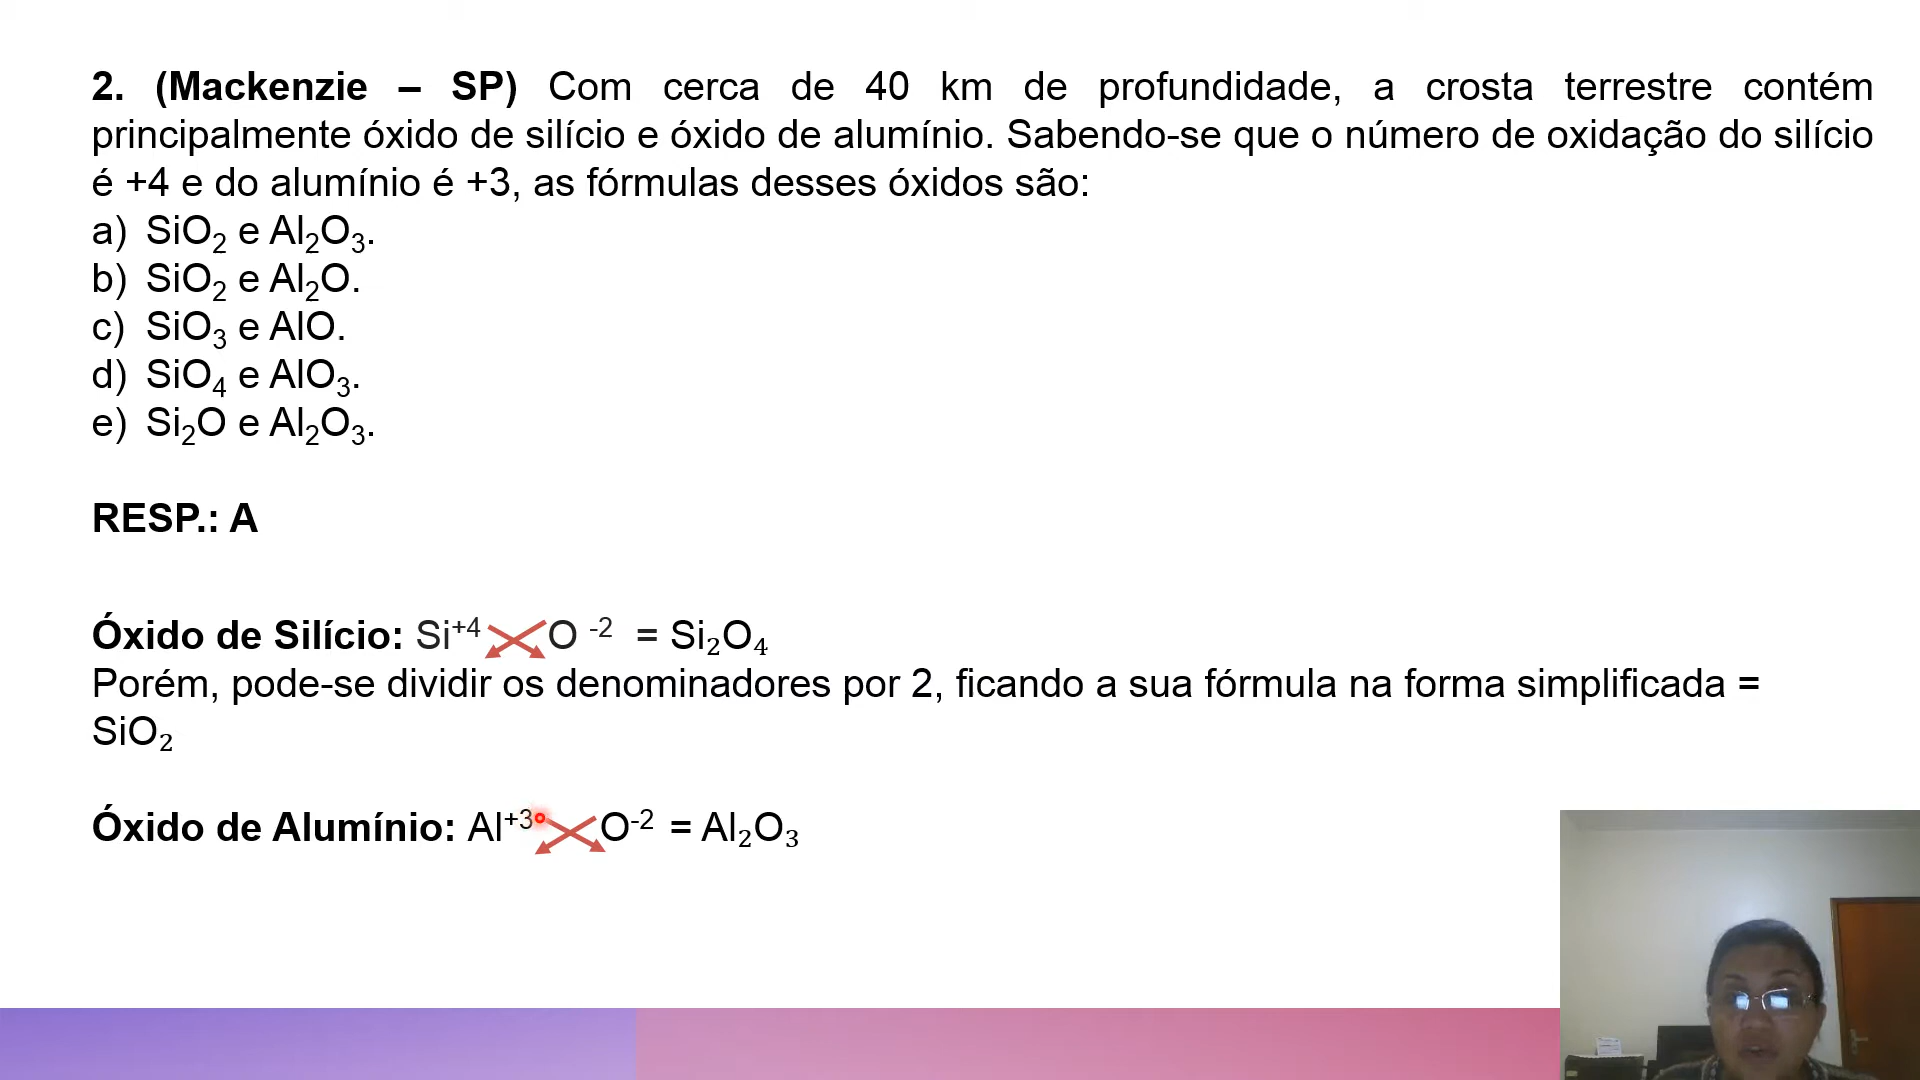 2. (Mackenzie – SP) Com cerca de 40 km de profundidade, a crosta terrestre contém
principalmente óxido de silício e óxido de alumínio. Sabendo-se que o número de oxidação do silício
é +4 e do alumínio é +3, as fórmulas desses óxidos são:
a) SiO₂ e Al₂O₃.
b) SiO₂ e Al₂O.
c) SiO₃ e AlO.
d) SiO₄ e AlO₃.
e) Si₂O e Al₂O₃.
RESP.: A
Óxido de Silício: Si⁺⁴ O ⁻² = Si₂O₄
Porém, pode-se dividir os denominadores por 2, ficando a sua fórmula na forma simplificada =
SiO₂
Óxido de Alumínio: Al⁺³ O⁻² = Al₂O₃